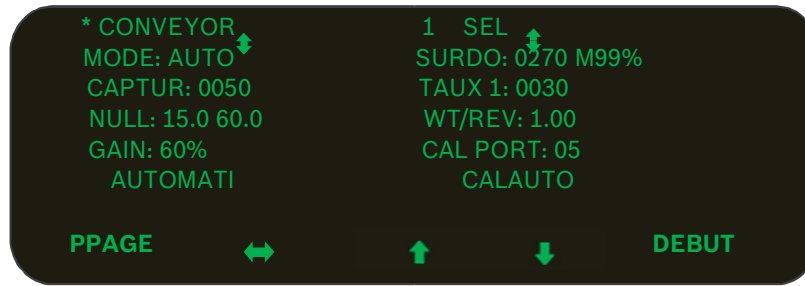 * CONVEYOR 1 SEL
MODE: AUTO SURDO: 0270 M99%
CAPTUR: 0050 TAUX 1: 0030
NULL: 15.0 60.0 WT/REV: 1.00
GAIN: 60% CAL PORT: 05
AUTOMATI CALAUTO
PPAGE DEBUT